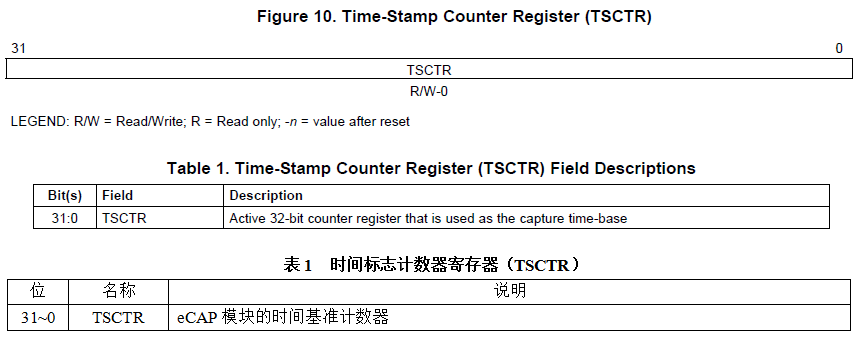 Figure 10. Time-Stamp Counter Register (TSCTR)
31 0
TSCTR
R/W-0
LEGEND: R/W = Read/Write; R = Read only; -n = value after reset
Table 1. Time-Stamp Counter Register (TSCTR) Field Descriptions
Bit(s) Field Description
31:0 TSCTR Active 32-bit counter register that is used as the capture time-base
表 1 时间标志计数器寄存器（TSCTR）
位 名称 说明
31~0 TSCTR eCAP 模块的时间基准计数器